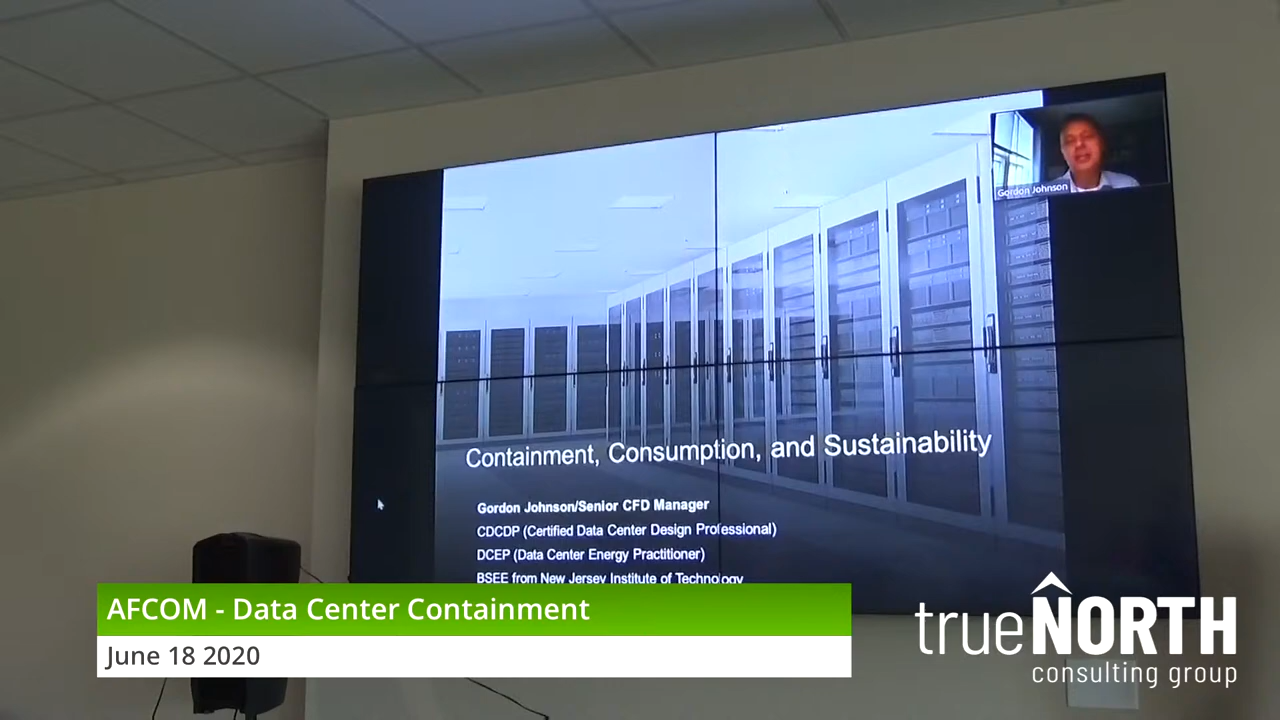 Gordon Johnson
Containment, Consumption, and Sustainability
Gordon Johnson/Senior CFD Manager
CDCDP (Certified Data Center Design Professional)
DCEP (Data Center Energy Practitioner)
BSEE from New Jersey Institute of Technology
AFCOM - Data Center Containment
June 18 2020
trueNORTH
consulting group